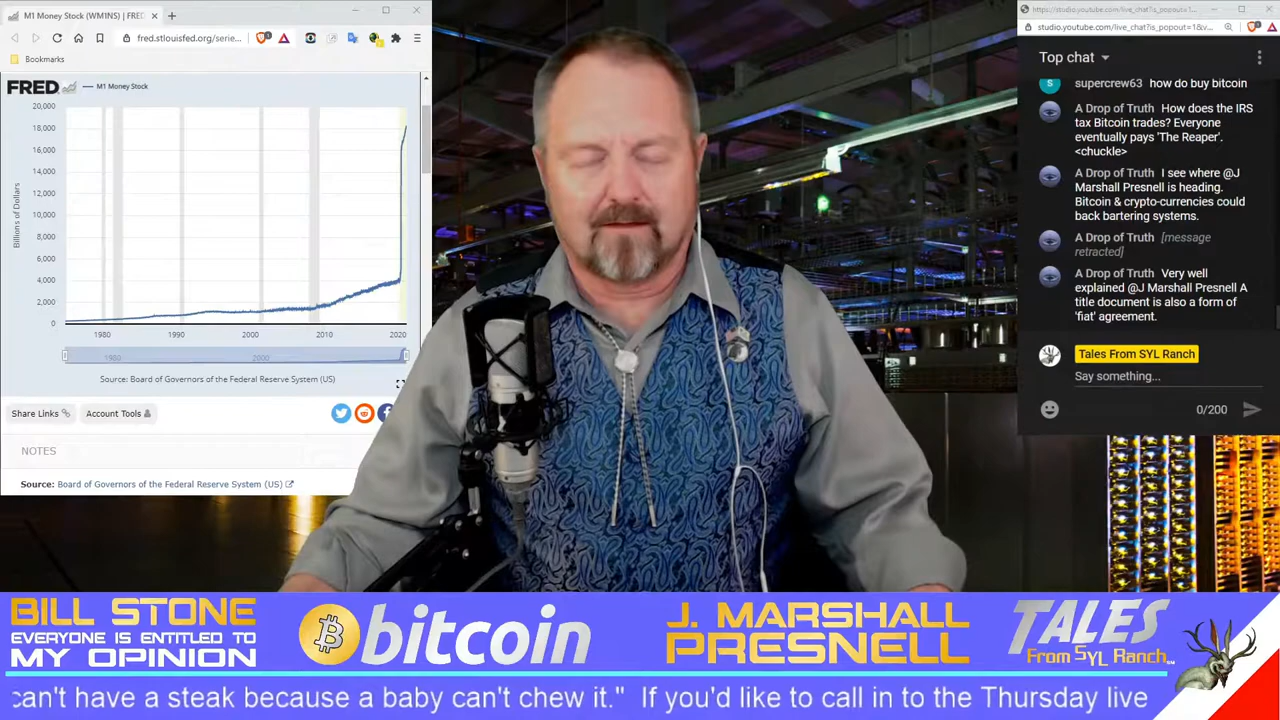 M1 Money Stock (WM1NS) | FRED
fred.stlouisfed.org/serie...
Bookmarks
FRED
M1 Money Stock
20,000
18,000
16,000
14,000
12,000
10,000
8,000
6,000
4,000
2,000
0
Billions of Dollars
1980
1990
2000
2010
2020
1980
2000
Source: Board of Governors of the Federal Reserve System (US)
Share Links
Account Tools
NOTES
Source: Board of Governors of the Federal Reserve System (US)
https://studio.youtube.com/live_chat?is_popout=1...
studio.youtube.com/live_chat?is_popout=1&v...
Top chat
S
supercrew63 how do buy bitcoin
A Drop of Truth How does the IRS
tax Bitcoin trades? Everyone
eventually pays 'The Reaper'.
<chuckle>
A Drop of Truth I see where @J
Marshall Presnell is heading.
Bitcoin & crypto-currencies could
back bartering systems.
A Drop of Truth [message
retracted]
A Drop of Truth Very well
explained @J Marshall Presnell A
title document is also a form of
'fiat' agreement.
Tales From SYL Ranch
Say something...
0/200
BILL STONE
EVERYONE IS ENTITLED TO
MY OPINION
bitcoin
J. MARSHALL
PRESNELL
TALES
From SYL Ranch
can't have a steak because a baby can't chew it." If you'd like to call in to the Thursday live